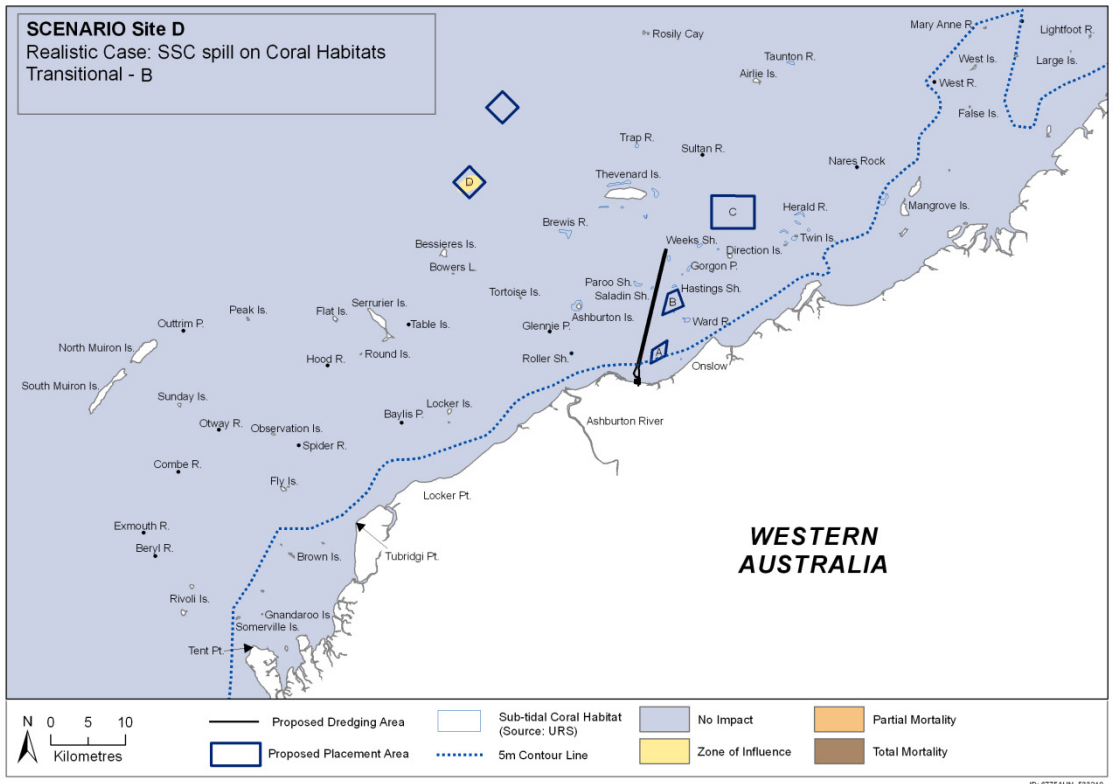 SCENARIO Site D
Realistic Case: SSC spill on Coral Habitats
Transitional - B
Rosily Cay
Taunton R.
Airlie Is.
Mary Anne R.
Lightfoot R.
West Is.
Large Is.
West R.
False Is.
Trap R.
Sultan R.
Nares Rock
Thevenard Is.
D
C
Herald R.
Mangrove Is.
Brewis R.
Weeks Sh.
Direction Is.
Twin Is.
Bessieres Is.
Bowers L.
Gorgon P.
Paroo Sh.
Saladin Sh.
Hastings Sh.
Tortoise Is.
B
Serrurier Is.
Peak Is.
Flat Is.
Table Is.
Ashburton Is.
Ward R.
Outtrim P.
Glennie P.
North Muiron Is.
Round Is.
Hood R.
Roller Sh.
A
Onslow
South Muiron Is.
Sunday Is.
Locker Is.
Baylis P.
Ashburton River
Otway R.
Observation Is.
Spider R.
Combe R.
Fly Is.
Locker Pt.
Exmouth R.
Beryl R.
Brown Is.
Tubridgi Pt.
WESTERN
AUSTRALIA
Rivoli Is.
Gnandaroo Is
Somerville Is.
Tent Pt.
N
0 5 10
Kilometres
Proposed Dredging Area
Proposed Placement Area
Sub-tidal Coral Habitat
(Source: URS)
5m Contour Line
No Impact
Zone of Influence
Partial Mortality
Total Mortality